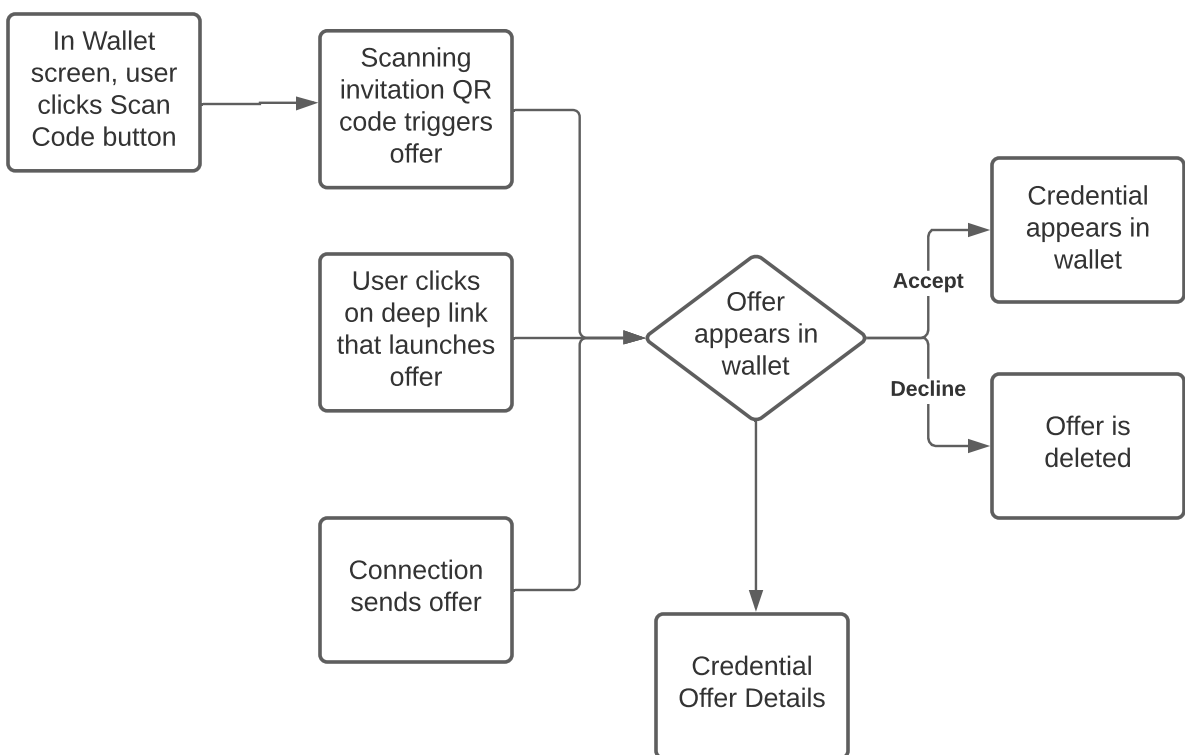 In Wallet
screen, user
clicks Scan
Code button
Scanning
invitation QR
code triggers
offer
User clicks
on deep link
that launches
offer
Connection
sends offer
Offer
appears in
wallet
Accept
Decline
Credential
appears in
wallet
Offer is
deleted
Credential
Offer Details